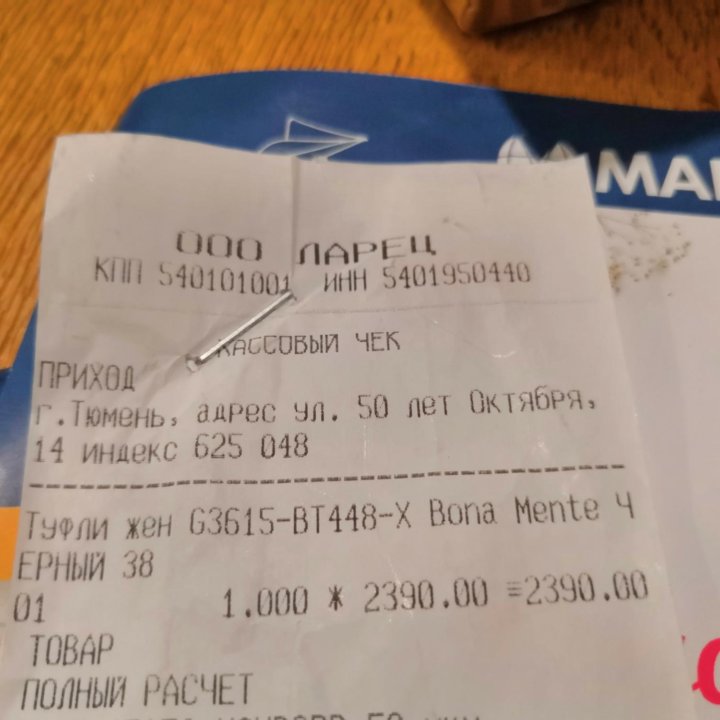 МА
ООО ЛАРЕЦ
КПП 540101001 ИНН 5401950440
КАССОВЫЙ ЧЕК
ПРИХОД
г.Тюмень, адрес ул. 50 лет Октября,
14 индекс 625 048
Туфли жен G3615-BT448-X Bona Mente Ч
ЕРНЫЙ 38
01 1.000 * 2390.00 =2390.00
ТОВАР
ПОЛНЫЙ РАСЧЕТ